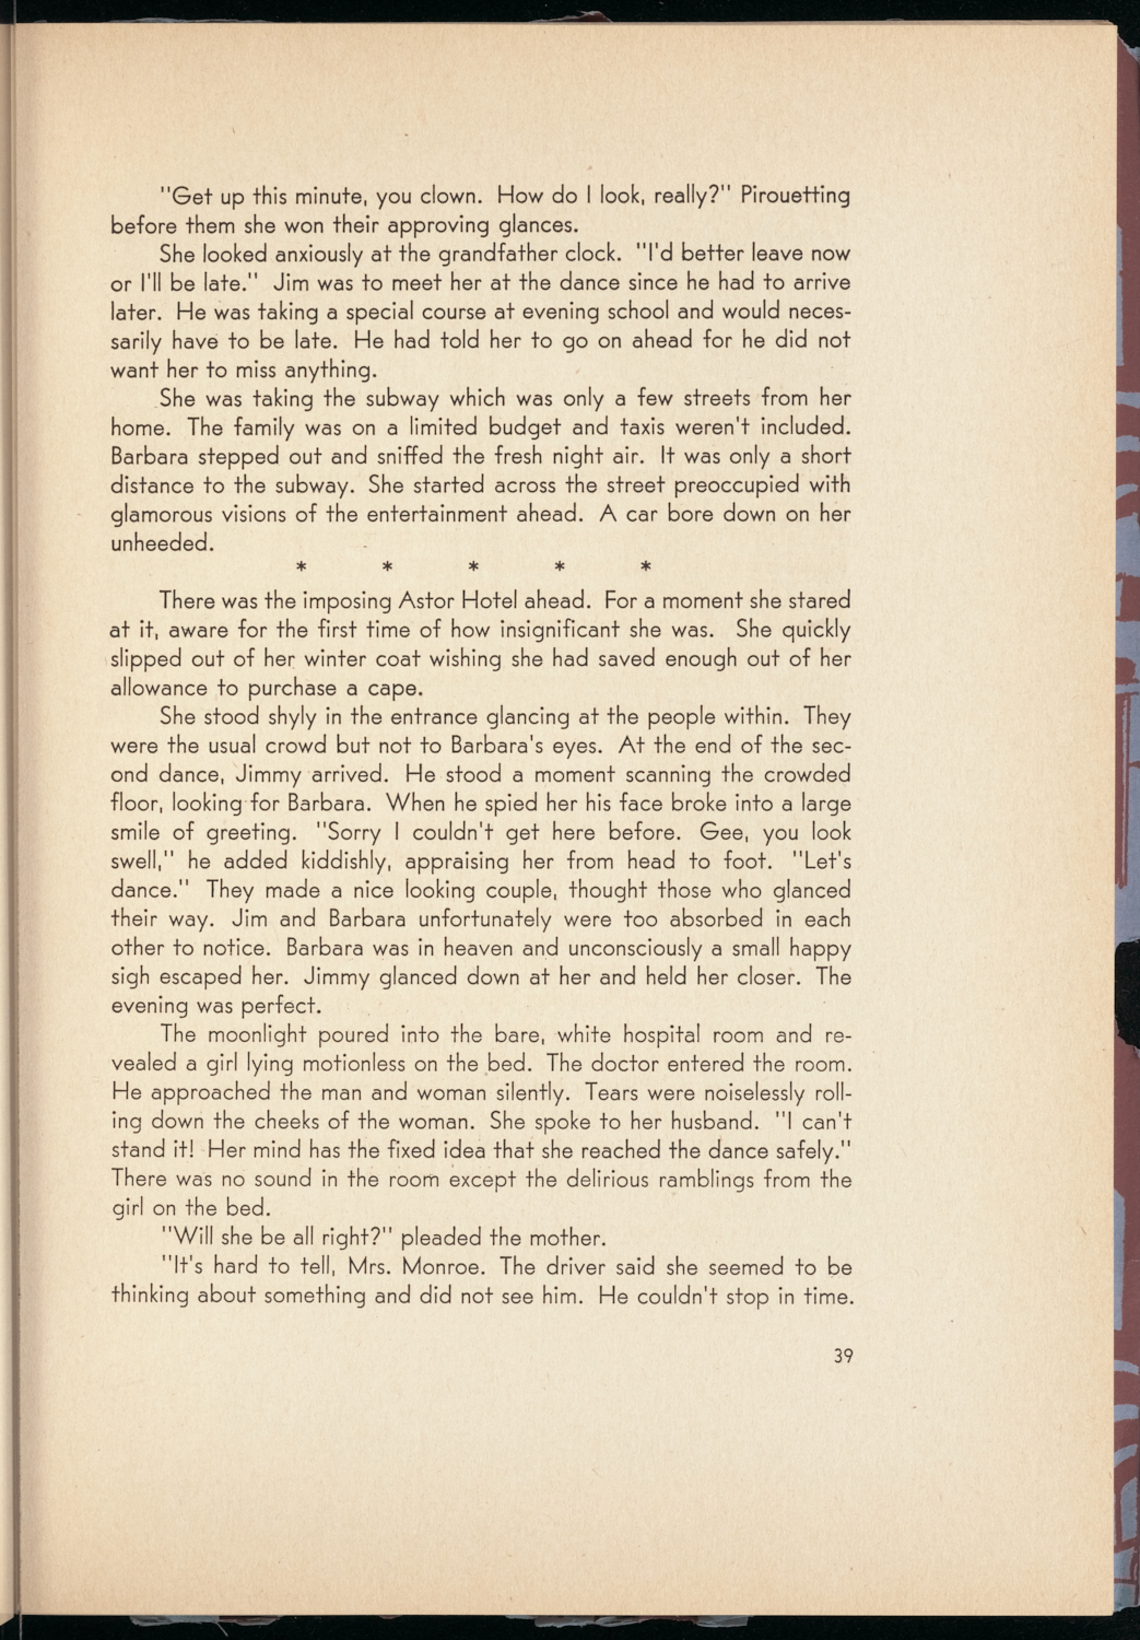 "Get up this minute, you clown. How do I look, really?" Pirouetting
before them she won their approving glances.
She looked anxiously at the grandfather clock. "I'd better leave now
or I'll be late." Jim was to meet her at the dance since he had to arrive
later. He was taking a special course at evening school and would neces-
sarily have to be late. He had told her to go on ahead for he did not
want her to miss anything.
She was taking the subway which was only a few streets from her
home. The family was on a limited budget and taxis weren't included.
Barbara stepped out and sniffed the fresh night air. It was only a short
distance to the subway. She started across the street preoccupied with
glamorous visions of the entertainment ahead. A car bore down on her
unheeded.
* * * * *
There was the imposing Astor Hotel ahead. For a moment she stared
at it, aware for the first time of how insignificant she was. She quickly
slipped out of her winter coat wishing she had saved enough out of her
allowance to purchase a cape.
She stood shyly in the entrance glancing at the people within. They
were the usual crowd but not to Barbara's eyes. At the end of the sec-
ond dance, Jimmy arrived. He stood a moment scanning the crowded
floor, looking for Barbara. When he spied her his face broke into a large
smile of greeting. "Sorry I couldn't get here before. Gee, you look
swell," he added kiddishly, appraising her from head to foot. "Let's
dance." They made a nice looking couple, thought those who glanced
their way. Jim and Barbara unfortunately were too absorbed in each
other to notice. Barbara was in heaven and unconsciously a small happy
sigh escaped her. Jimmy glanced down at her and held her closer. The
evening was perfect.
The moonlight poured into the bare, white hospital room and re-
vealed a girl lying motionless on the bed. The doctor entered the room.
He approached the man and woman silently. Tears were noiselessly roll-
ing down the cheeks of the woman. She spoke to her husband. "I can't
stand it! Her mind has the fixed idea that she reached the dance safely."
There was no sound in the room except the delirious ramblings from the
girl on the bed.
"Will she be all right?" pleaded the mother.
"It's hard to tell, Mrs. Monroe. The driver said she seemed to be
thinking about something and did not see him. He couldn't stop in time.
39